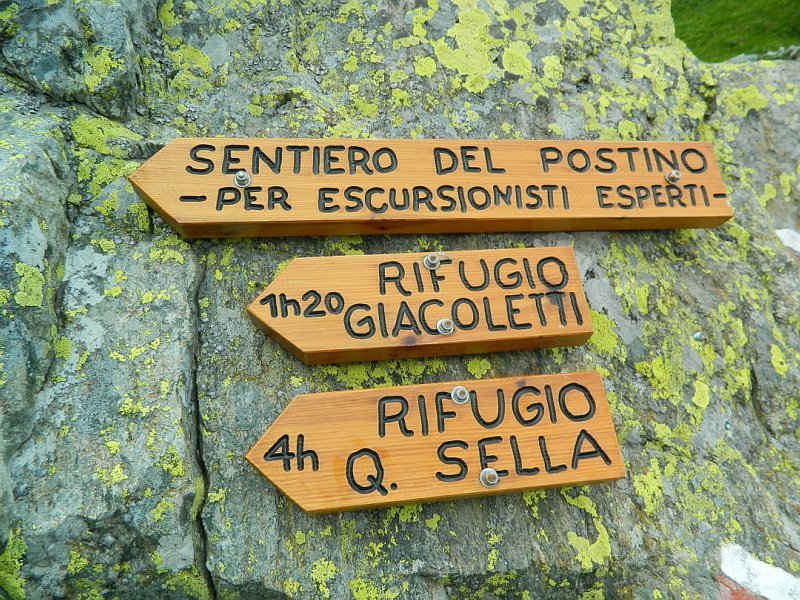 SENTIERO DEL POSTINO
- PER ESCURSIONISTI ESPERTI -
RIFUGIO
1h20 GIACOLETTI
RIFUGIO
4h Q. SELLA